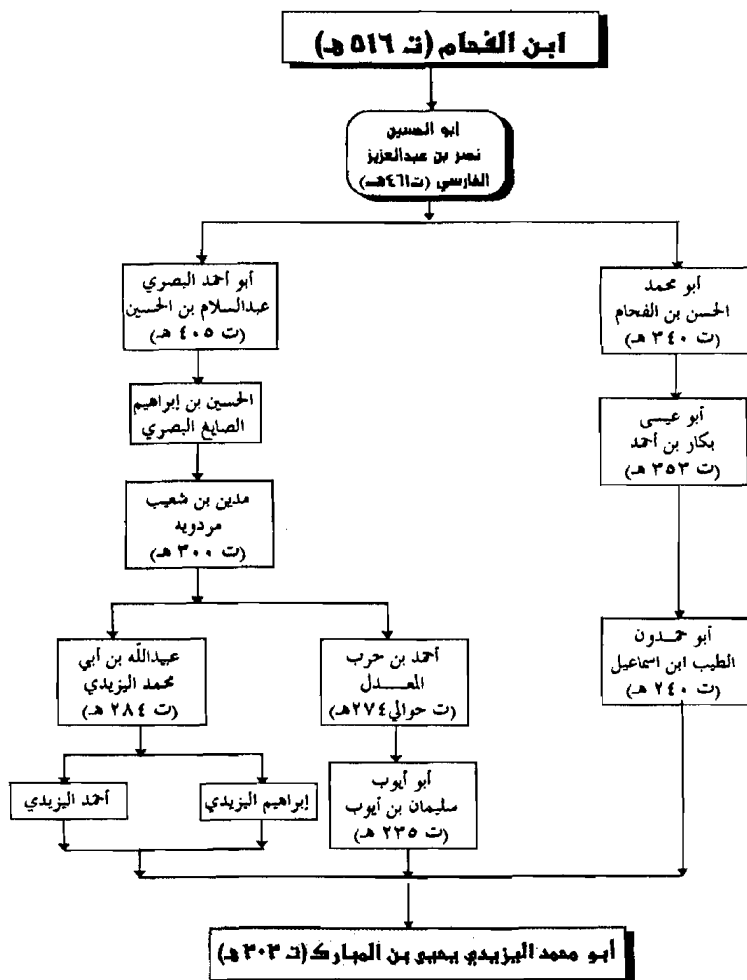 ابن الفحام (ت ٥١٦ هـ)
أبو الحسين
نصر بن عبدالعزيز
الفارسي (ت ٤٦١هـ)
أبو محمد
الحسن بن الفحام
(ت ٣٤٠ هـ)
أبو عيسى
بكار بن أحمد
(ت ٣٥٣ هـ)
أبو حمدون
الطيب ابن اسماعيل
(ت ٢٤٠ هـ)
أبو أحمد البصري
عبدالسلام بن الحسين
(ت ٤٠٥ هـ)
الحسين بن إبراهيم
الصايغ البصري
مدين بن شعيب
مردويه
(ت ٣٠٠ هـ)
أحمد بن حرب
المعدل
(ت حوالي ٢٧٤هـ)
أبو أيوب
سليمان بن أيوب
(ت ٢٣٥ هـ)
عبيدالله بن أبي
محمد اليزيدي
(ت ٢٨٤ هـ)
إبراهيم اليزيدي
أحمد اليزيدي
أبو محمد اليزيدي يحيى بن المبارك (ت ٣٠٣ هـ)